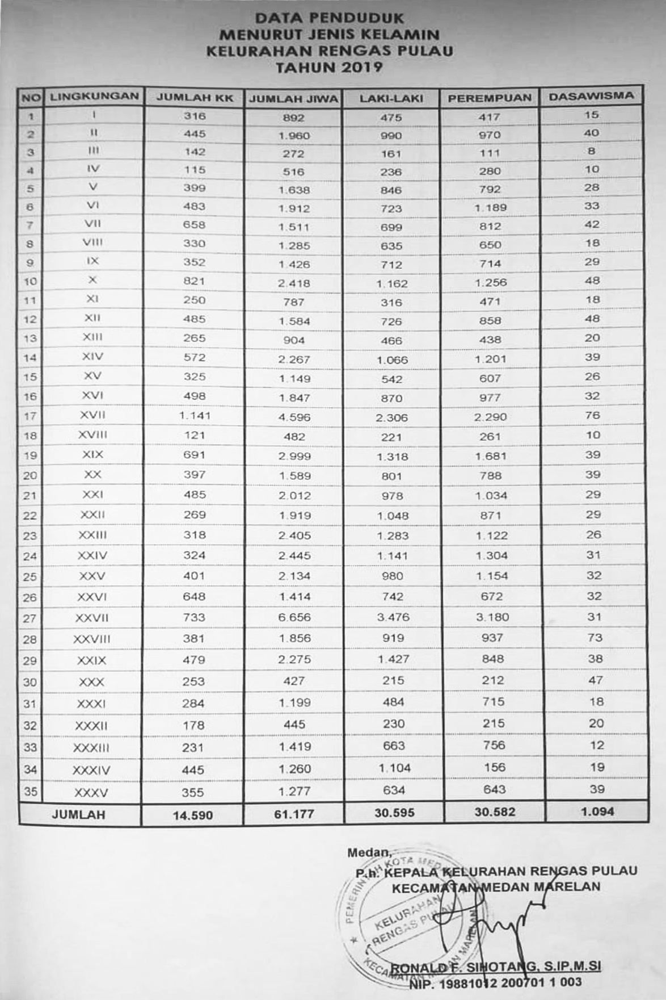 DATA PENDUDUK
MENURUT JENIS KELAMIN
KELURAHAN RENGAS PULAU
TAHUN 2019
NO LINGKUNGAN JUMLAH KK JUMLAH JIWA LAKI-LAKI PEREMPUAN DASAWISMA
1 I 316 892 475 417 15
2 II 445 1.960 990 970 40
3 III 142 272 161 111 8
4 IV 115 516 236 280 10
5 V 399 1.638 846 792 28
6 VI 483 1.912 723 1.189 33
7 VII 658 1.511 699 812 42
8 VIII 330 1.285 635 650 18
9 IX 352 1.426 712 714 29
10 X 821 2.418 1.162 1.256 48
11 XI 250 787 316 471 18
12 XII 485 1.584 726 858 48
13 XIII 265 904 466 438 20
14 XIV 572 2.267 1.066 1.201 39
15 XV 325 1.149 542 607 26
16 XVI 498 1.847 870 977 32
17 XVII 1.141 4.596 2.306 2.290 76
18 XVIII 121 482 221 261 10
19 XIX 691 2.999 1.318 1.681 39
20 XX 397 1.589 801 788 39
21 XXI 485 2.012 978 1.034 29
22 XXII 269 1.919 1.048 871 29
23 XXIII 318 2.405 1.283 1.122 26
24 XXIV 324 2.445 1.141 1.304 31
25 XXV 401 2.134 980 1.154 32
26 XXVI 648 1.414 742 672 32
27 XXVII 733 6.656 3.476 3.180 31
28 XXVIII 381 1.856 919 937 73
29 XXIX 479 2.275 1.427 848 38
30 XXX 253 427 215 212 47
31 XXXI 284 1.199 484 715 18
32 XXXII 178 445 230 215 20
33 XXXIII 231 1.419 663 756 12
34 XXXIV 445 1.260 1.104 156 19
35 XXXV 355 1.277 634 643 39
JUMLAH 14.590 61.177 30.595 30.582 1.094
Medan,
P.h. KEPALA KELURAHAN RENGAS PULAU
KECAMATAN MEDAN MARELAN
PEMERINTAH KOTA MEDAN
KELURAHAN
RENGAS PULAU
KECAMATAN MEDAN MARELAN
RONALD F. SIHOTANG, S.IP,M.SI
NIP. 19881012 200701 1 003